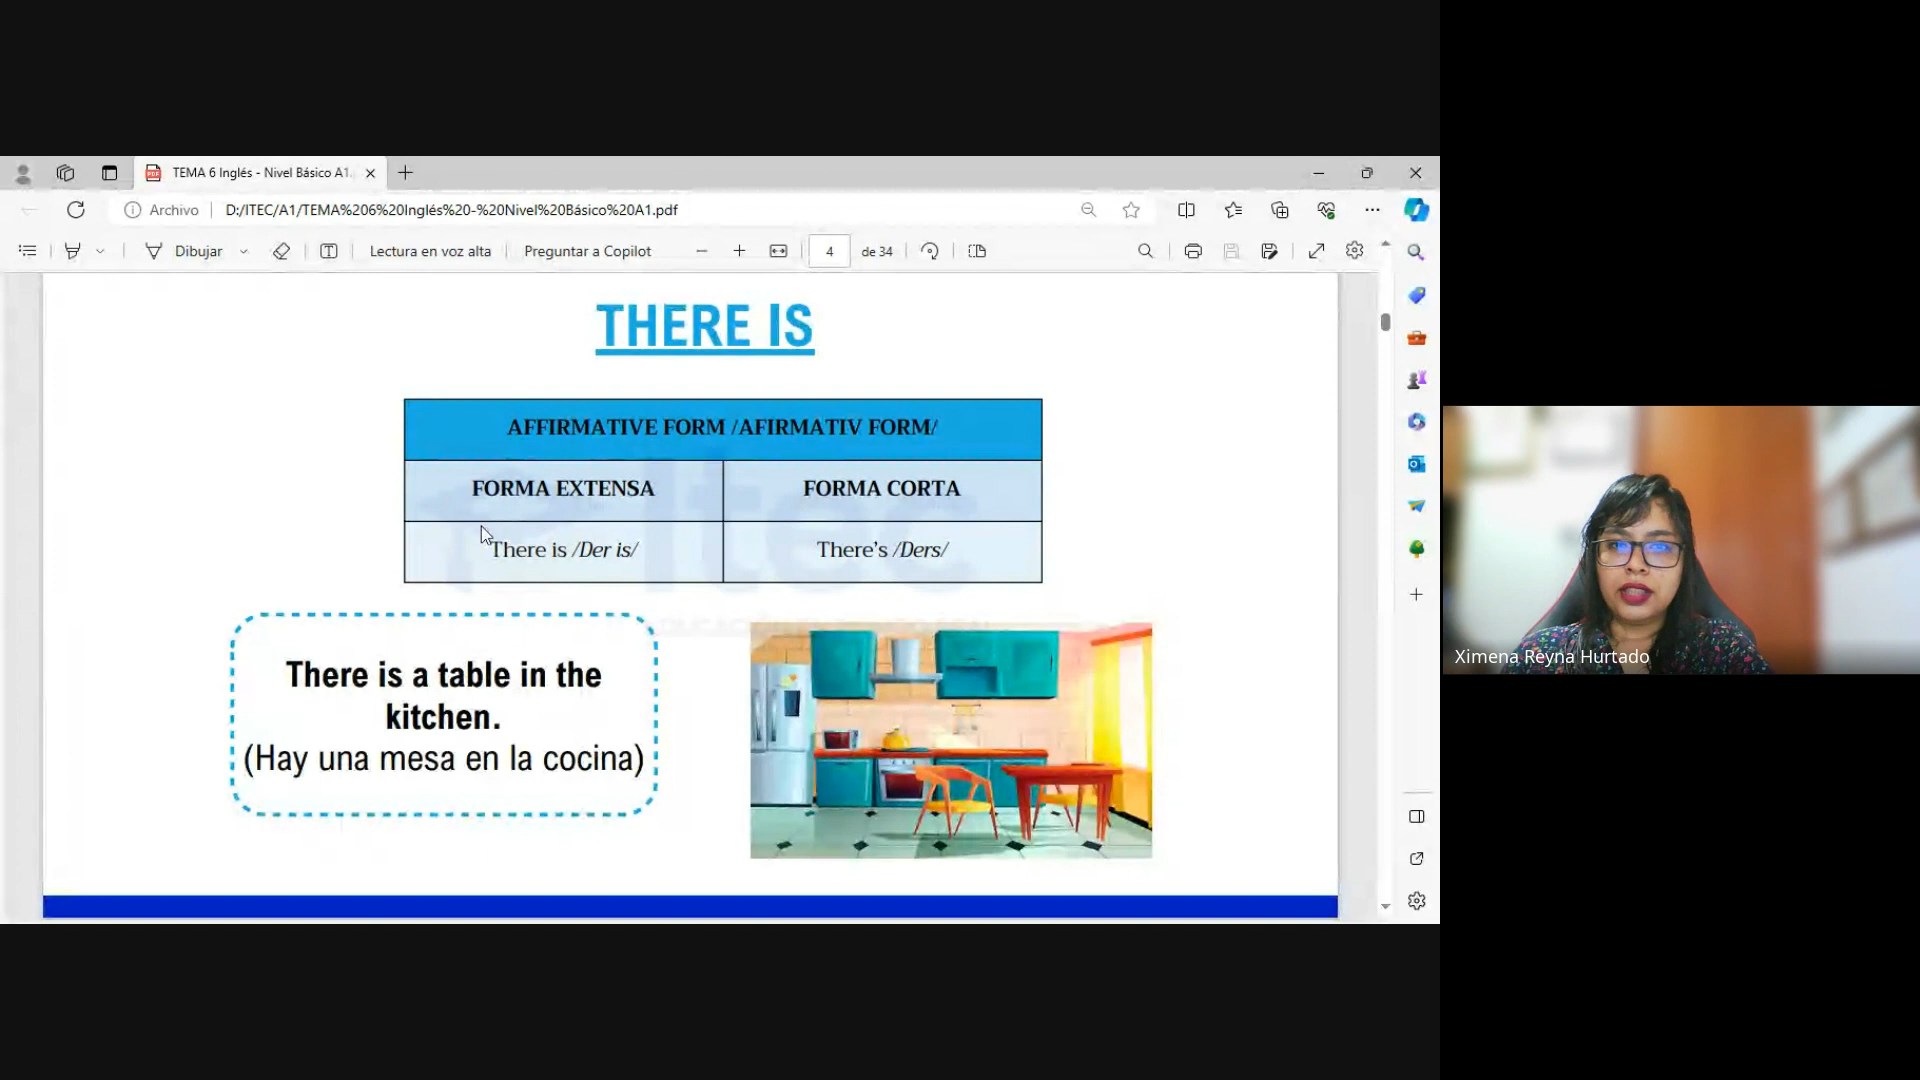 TEMA 6 Inglés - Nivel Básico A1.
Archivo D:/ITEC/A1/TEMA%206%20Inglés%20-%20Nivel%20Básico%20A1.pdf
Dibujar Lectura en voz alta Preguntar a Copilot 4 de 34
THERE IS
AFFIRMATIVE FORM /AFIRMATIV FORM/
FORMA EXTENSA FORMA CORTA
There is /Der is/ There's /Ders/
Itec
There is a table in the
kitchen.
(Hay una mesa en la cocina)
Ximena Reyna Hurtado